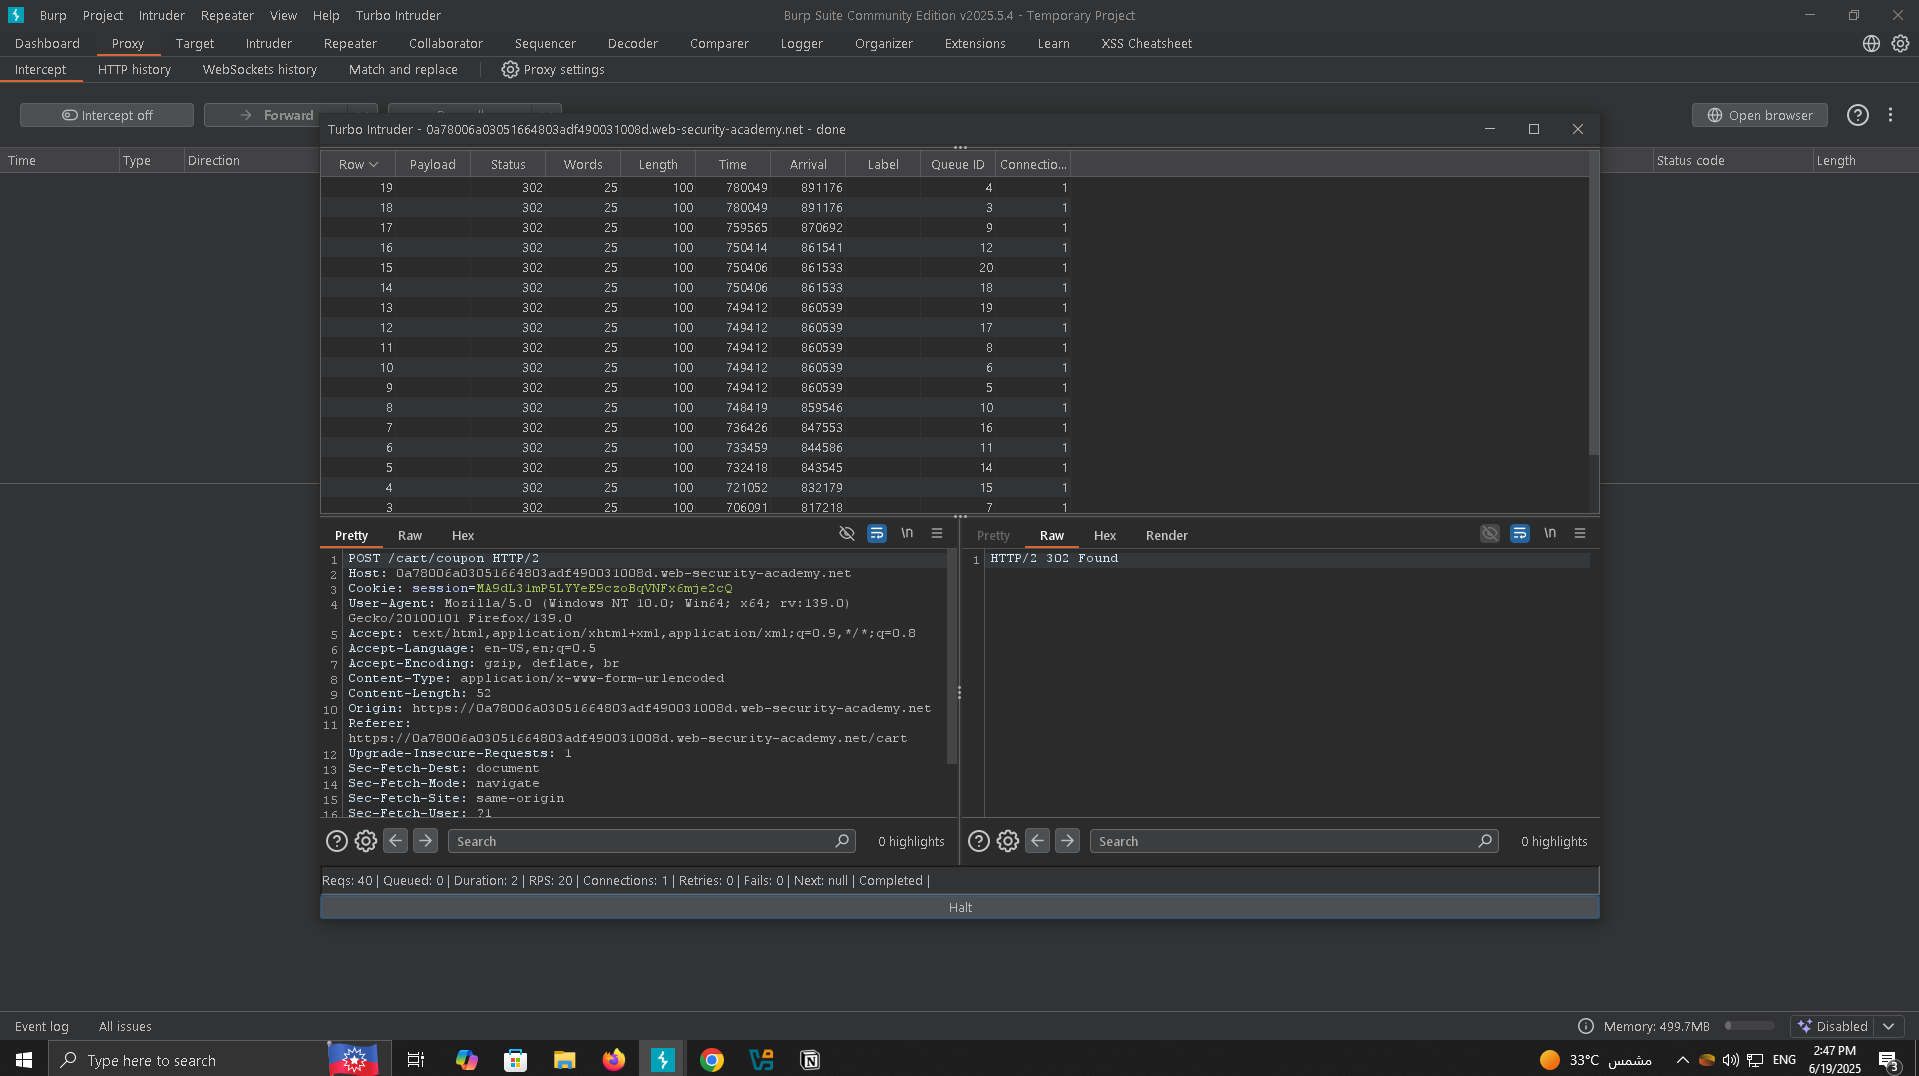 Burp Project Intruder Repeater View Help Turbo Intruder Burp Suite Community Edition v2025.5.4 - Temporary Project
Dashboard Proxy Target Intruder Repeater Collaborator Sequencer Decoder Comparer Logger Organizer Extensions Learn XSS Cheatsheet
Intercept HTTP history WebSockets history Match and replace Proxy settings
Intercept off Forward Open browser
Time Type Direction Status code Length
Turbo Intruder - 0a78006a03051664803adf490031008d.web-security-academy.net - done
Row Payload Status Words Length Time Arrival Label Queue ID Connectio...
19 302 25 100 780049 891176 4 1
18 302 25 100 780049 891176 3 1
17 302 25 100 759565 870692 9 1
16 302 25 100 750414 861541 12 1
15 302 25 100 750406 861533 20 1
14 302 25 100 750406 861533 18 1
13 302 25 100 749412 860539 19 1
12 302 25 100 749412 860539 17 1
11 302 25 100 749412 860539 8 1
10 302 25 100 749412 860539 6 1
9 302 25 100 749412 860539 5 1
8 302 25 100 748419 859546 10 1
7 302 25 100 736426 847553 16 1
6 302 25 100 733459 844586 11 1
5 302 25 100 732418 843545 14 1
4 302 25 100 721052 832179 15 1
3 302 25 100 706091 817218 7 1
Pretty Raw Hex \n
1 POST /cart/coupon HTTP/2
2 Host: 0a78006a03051664803adf490031008d.web-security-academy.net
3 Cookie: session=MA9dL31mP5LYYeE9czoBqVNFx6mje2cQ
4 User-Agent: Mozilla/5.0 (Windows NT 10.0; Win64; x64; rv:139.0)
Gecko/20100101 Firefox/139.0
5 Accept: text/html,application/xhtml+xml,application/xml;q=0.9,*/*;q=0.8
6 Accept-Language: en-US,en;q=0.5
7 Accept-Encoding: gzip, deflate, br
8 Content-Type: application/x-www-form-urlencoded
9 Content-Length: 52
10 Origin: https://0a78006a03051664803adf490031008d.web-security-academy.net
11 Referer:
https://0a78006a03051664803adf490031008d.web-security-academy.net/cart
12 Upgrade-Insecure-Requests: 1
13 Sec-Fetch-Dest: document
14 Sec-Fetch-Mode: navigate
15 Sec-Fetch-Site: same-origin
16 Sec-Fetch-User: ?1
Search 0 highlights
Pretty Raw Hex Render \n
1 HTTP/2 302 Found
Search 0 highlights
Reqs: 40 | Queued: 0 | Duration: 2 | RPS: 20 | Connections: 1 | Retries: 0 | Fails: 0 | Next: null | Completed |
Halt
Event log All issues Memory: 499.7MB Disabled
Type here to search 33°C مشمس ENG 2:47 PM
6/19/2025 3